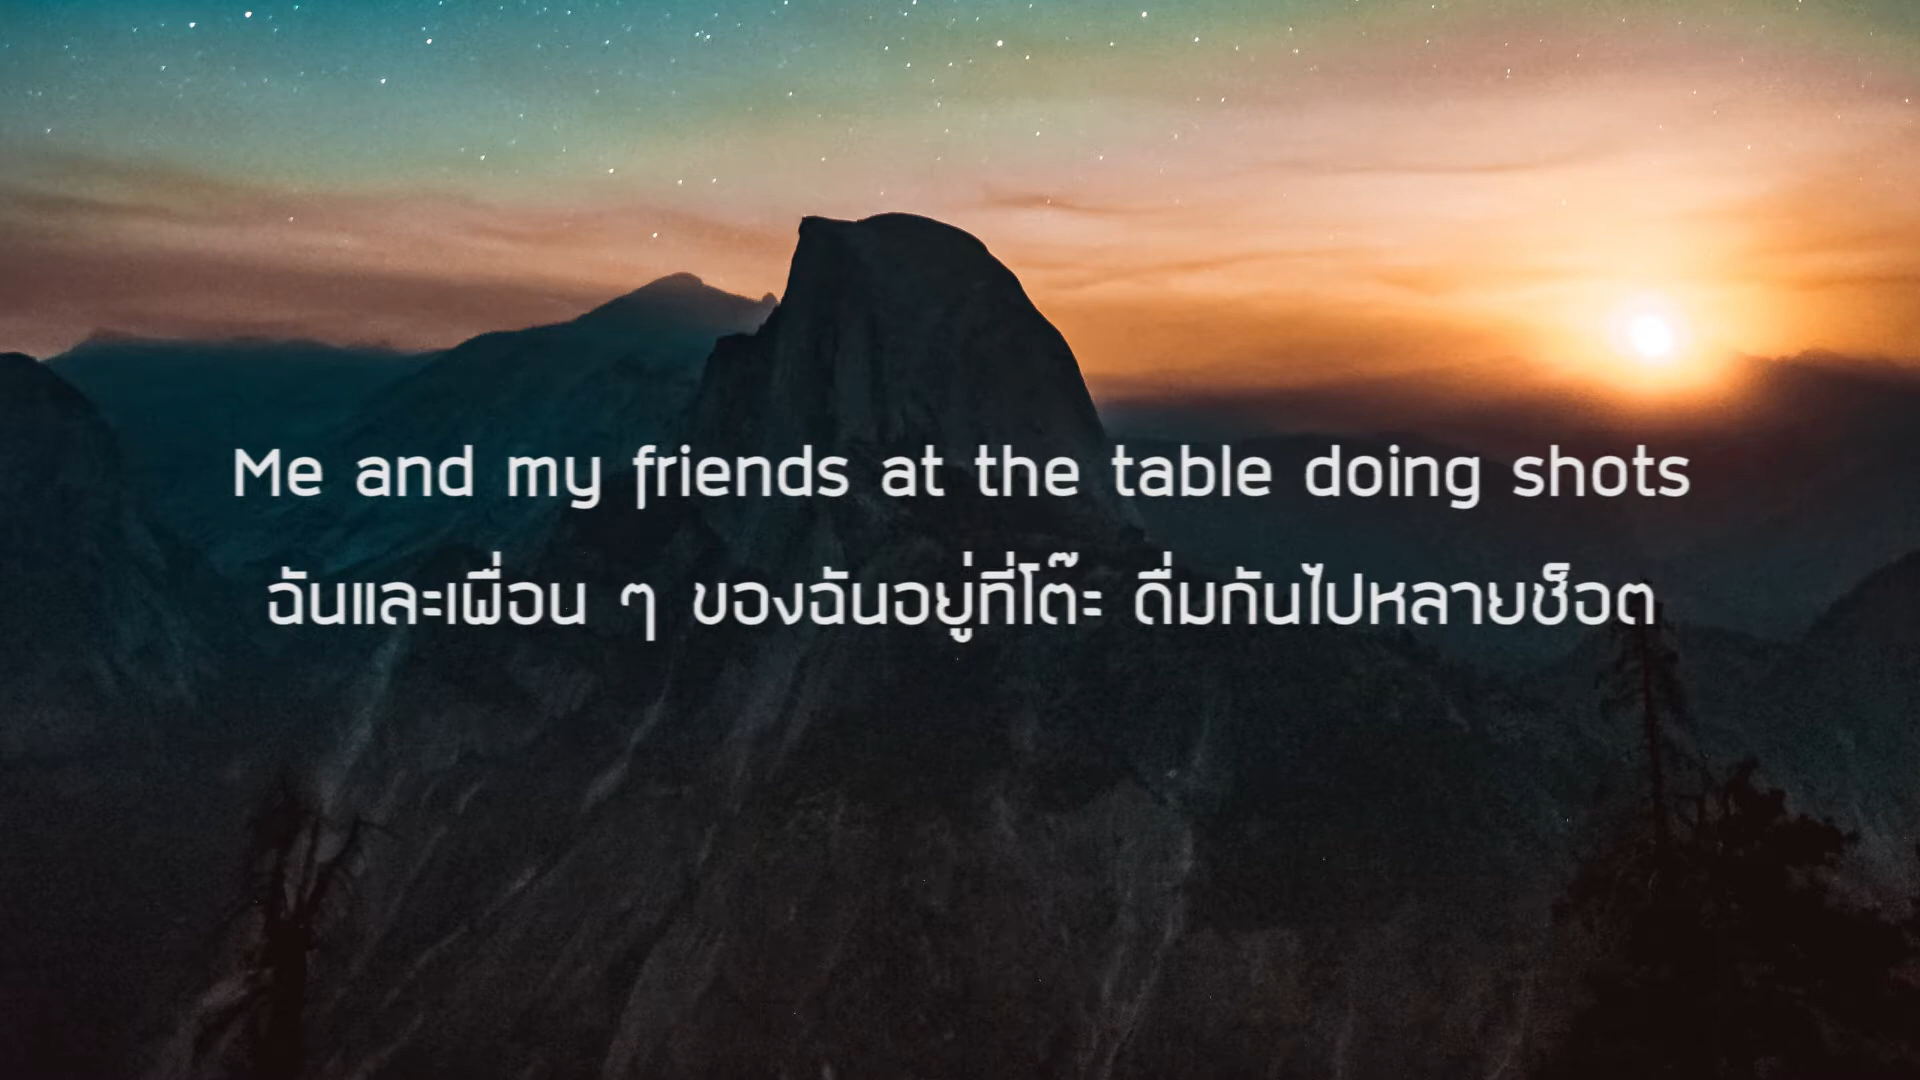 Me and my friends at the table doing shots
ฉันและเพื่อน ๆ ของฉันอยู่ที่โต๊ะ ดื่มกันไปหลายช็อต